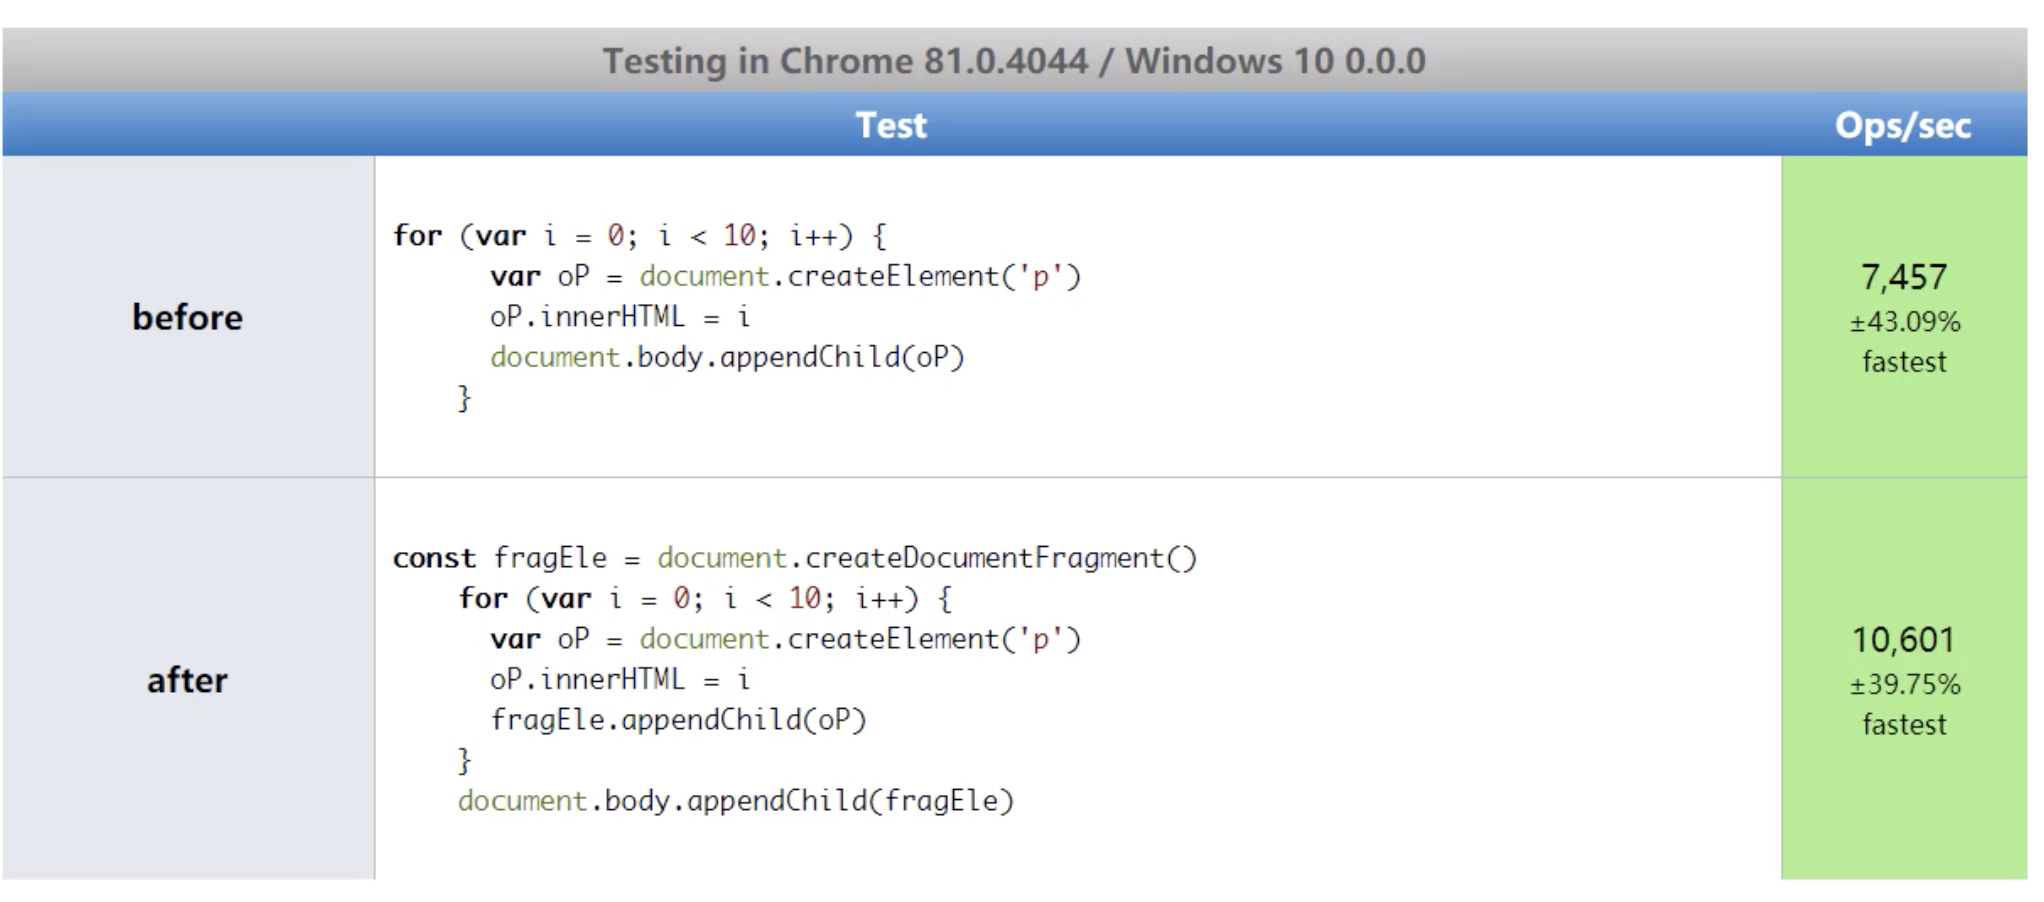 Testing in Chrome 81.0.4044 / Windows 10 0.0.0
Test Ops/sec
before
for (var i = 0; i < 10; i++) {
var oP = document.createElement('p')
oP.innerHTML = i
document.body.appendChild(oP)
}
7,457
±43.09%
fastest
after
const fragEle = document.createDocumentFragment()
for (var i = 0; i < 10; i++) {
var oP = document.createElement('p')
oP.innerHTML = i
fragEle.appendChild(oP)
}
document.body.appendChild(fragEle)
10,601
±39.75%
fastest